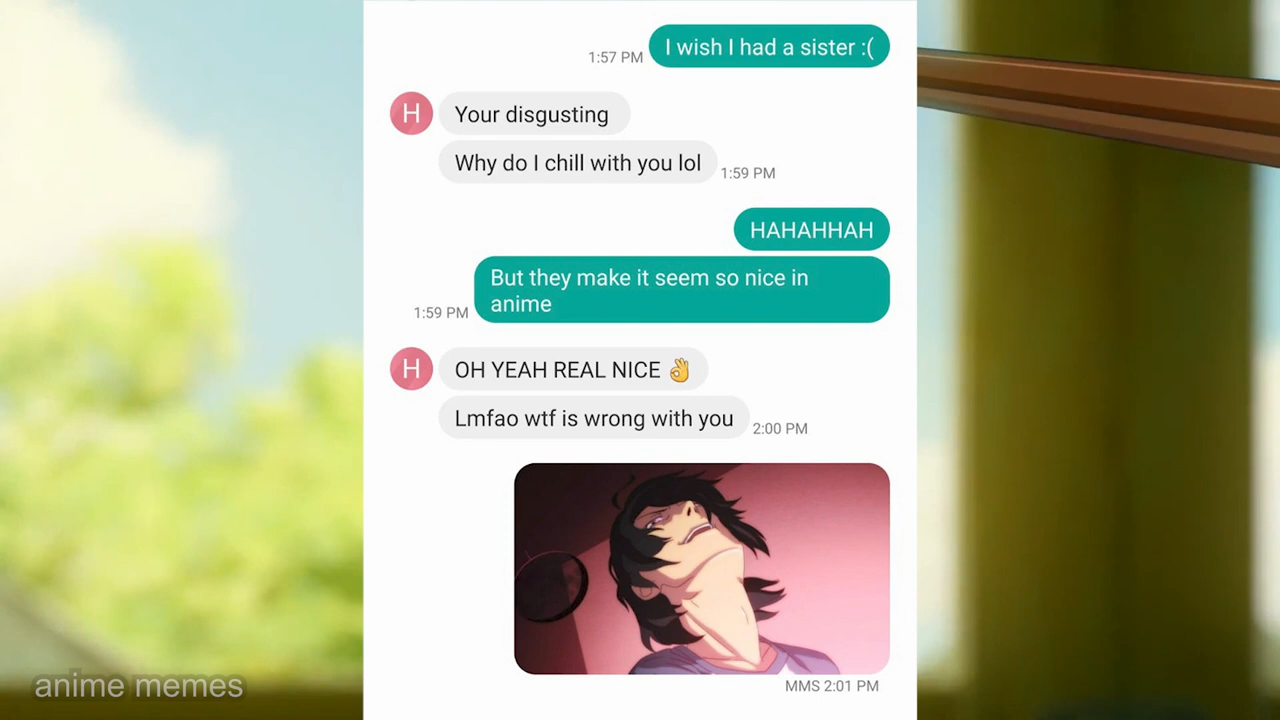 I wish I had a sister :(
1:57 PM
H
Your disgusting
Why do I chill with you lol
1:59 PM
HAHAHHAH
But they make it seem so nice in
anime
1:59 PM
H
OH YEAH REAL NICE 👌
Lmfao wtf is wrong with you
2:00 PM
MMS 2:01 PM
anime memes